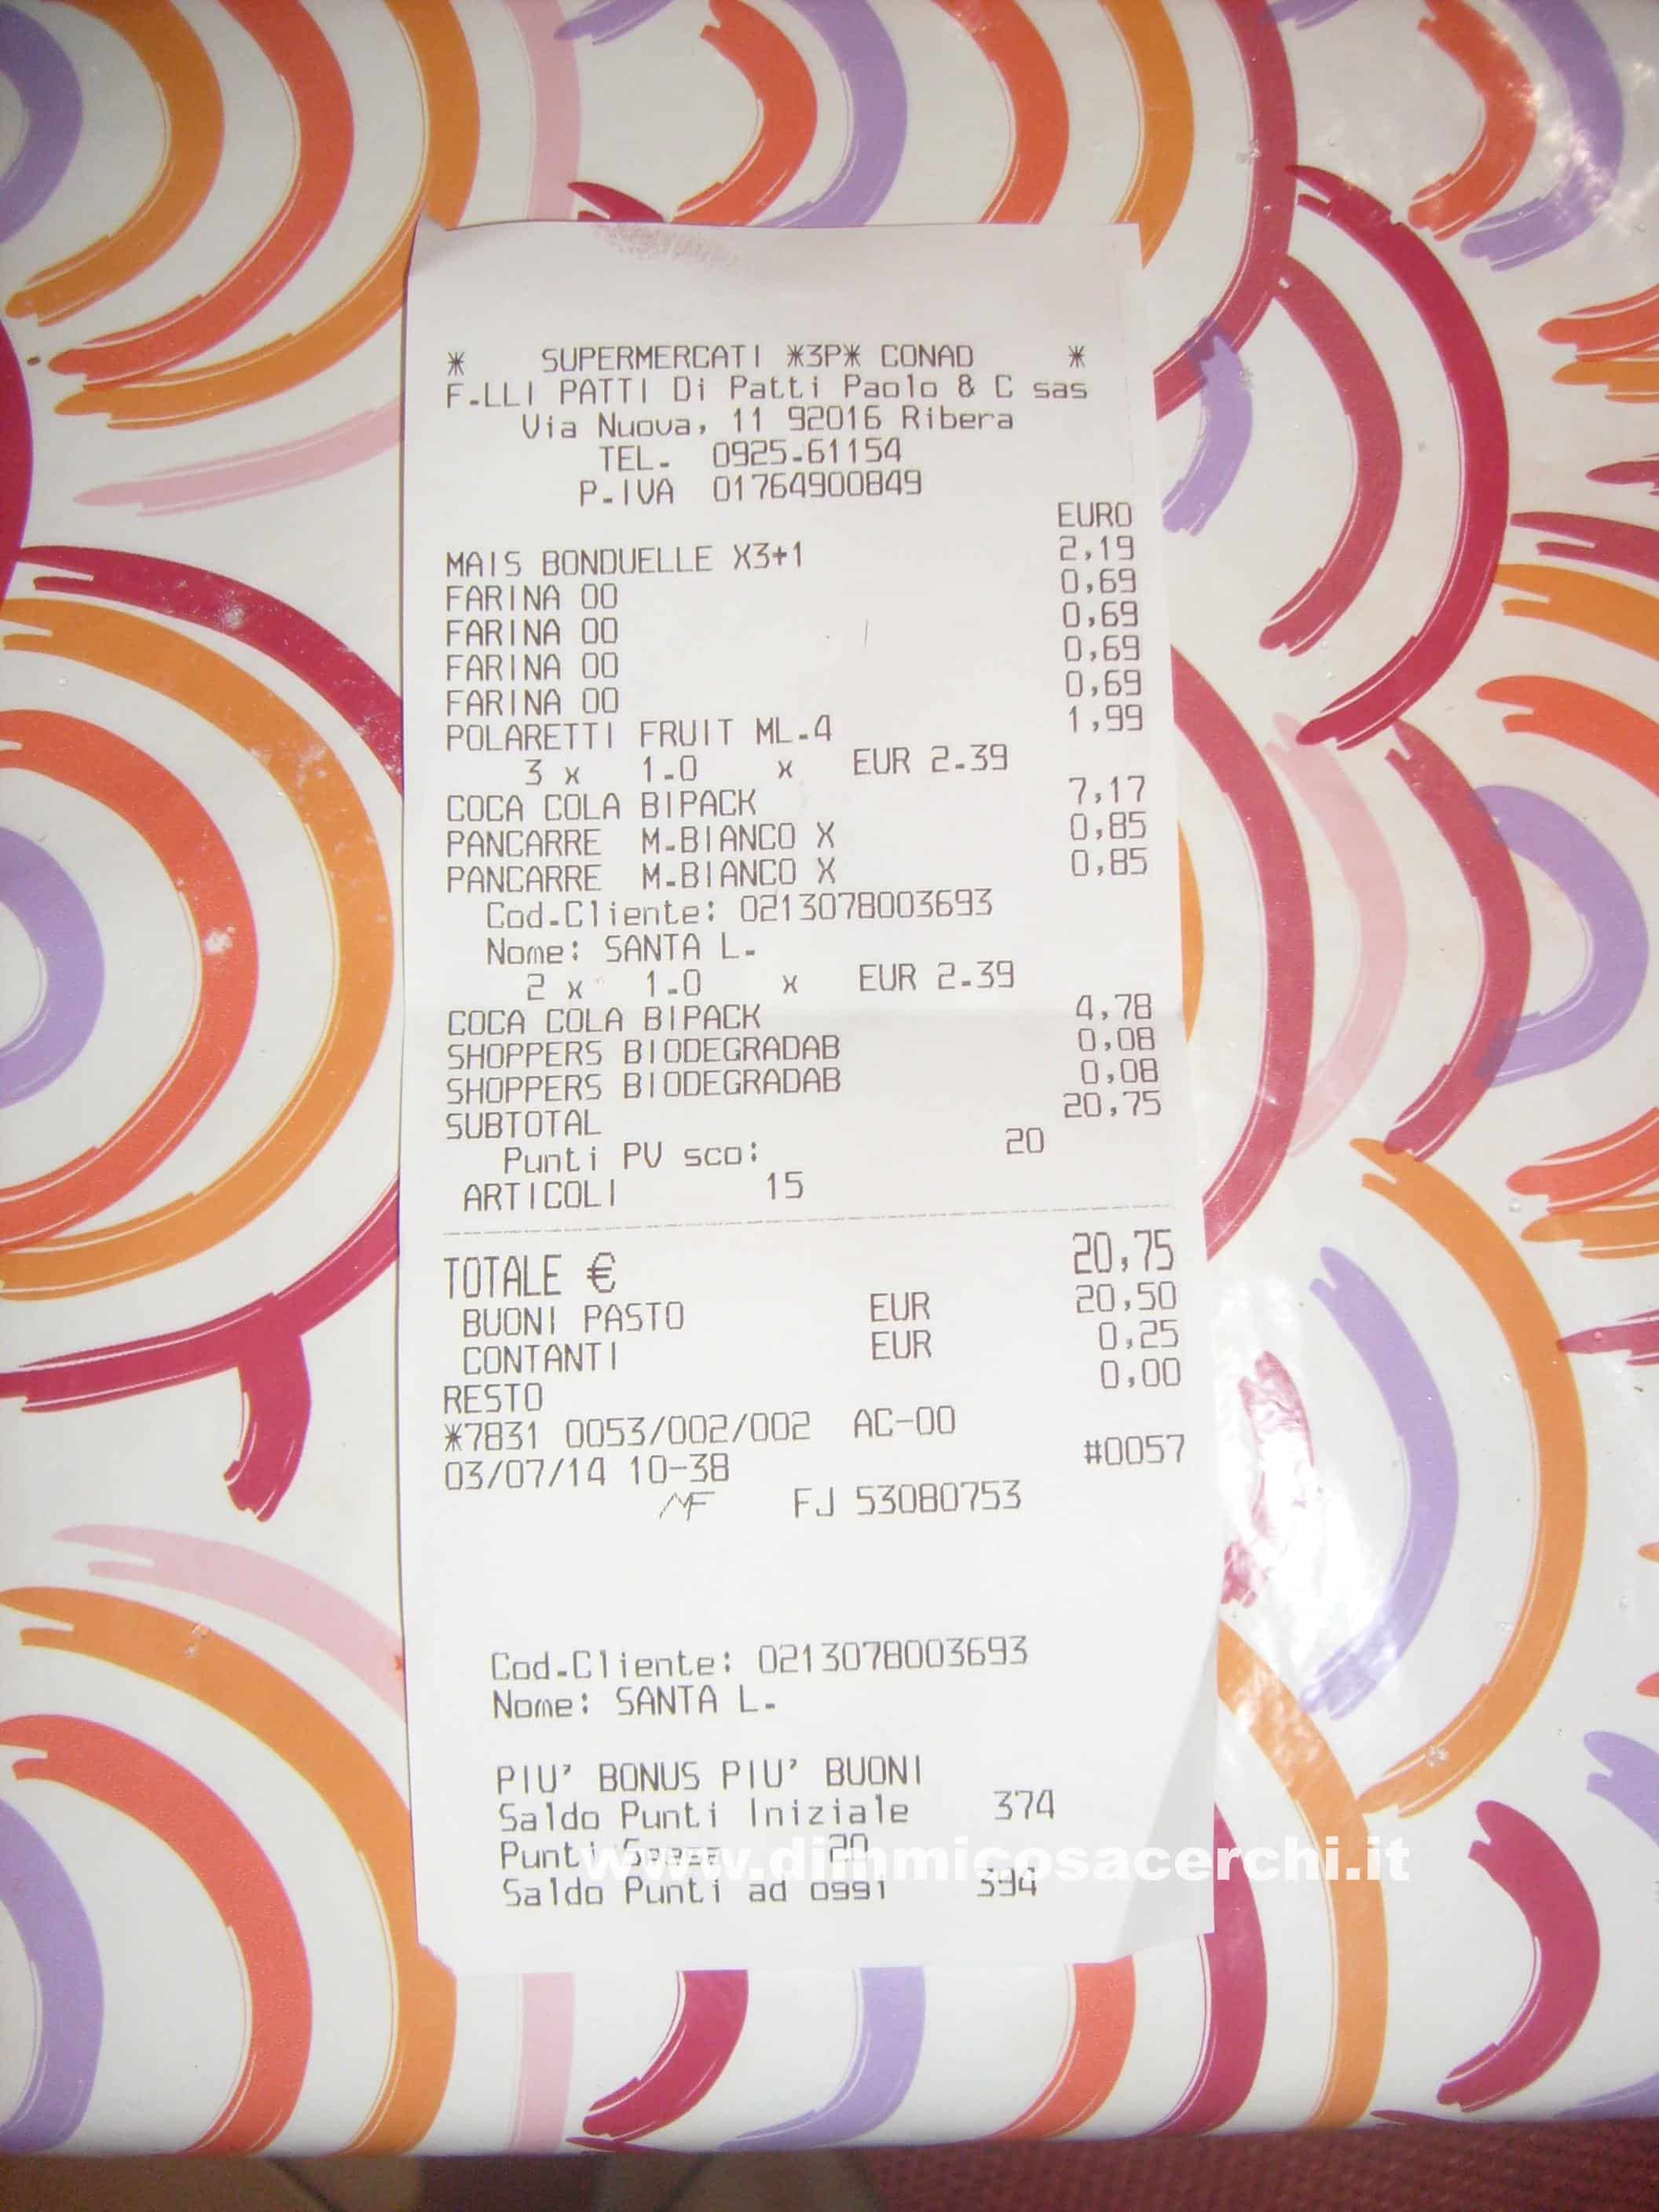 * SUPERMERCATI *3P* CONAD *
F.LLI PATTI Di Patti Paolo & C sas
Via Nuova, 11 92016 Ribera
TEL. 0925-61154
P.IVA 01764900849
EURO
MAIS BONDUELLE X3+1 2,19
FARINA 00 0,69
FARINA 00 0,69
FARINA 00 0,69
FARINA 00 0,69
POLARETTI FRUIT ML.4 1,99
3 x 1.0 x EUR 2.39
COCA COLA BIPACK 7,17
PANCARRE M.BIANCO X 0,85
PANCARRE M.BIANCO X 0,85
Cod.Cliente: 0213078003693
Nome: SANTA L.
2 x 1.0 x EUR 2.39
COCA COLA BIPACK 4,78
SHOPPERS BIODEGRADAB 0,08
SHOPPERS BIODEGRADAB 0,08
SUBTOTAL 20,75
Punti PV sco: 20
ARTICOLI 15
TOTALE € 20,75
BUONI PASTO EUR 20,50
CONTANTI EUR 0,25
RESTO 0,00
*7831 0053/002/002 AC-00
03/07/14 10-38 #0057
MF FJ 53080753
Cod.Cliente: 0213078003693
Nome: SANTA L.
PIU' BONUS PIU' BUONI
Saldo Punti Iniziale 374
Punti Spesa 20
www.dimmicosacerchi.it
Saldo Punti ad oggi 394